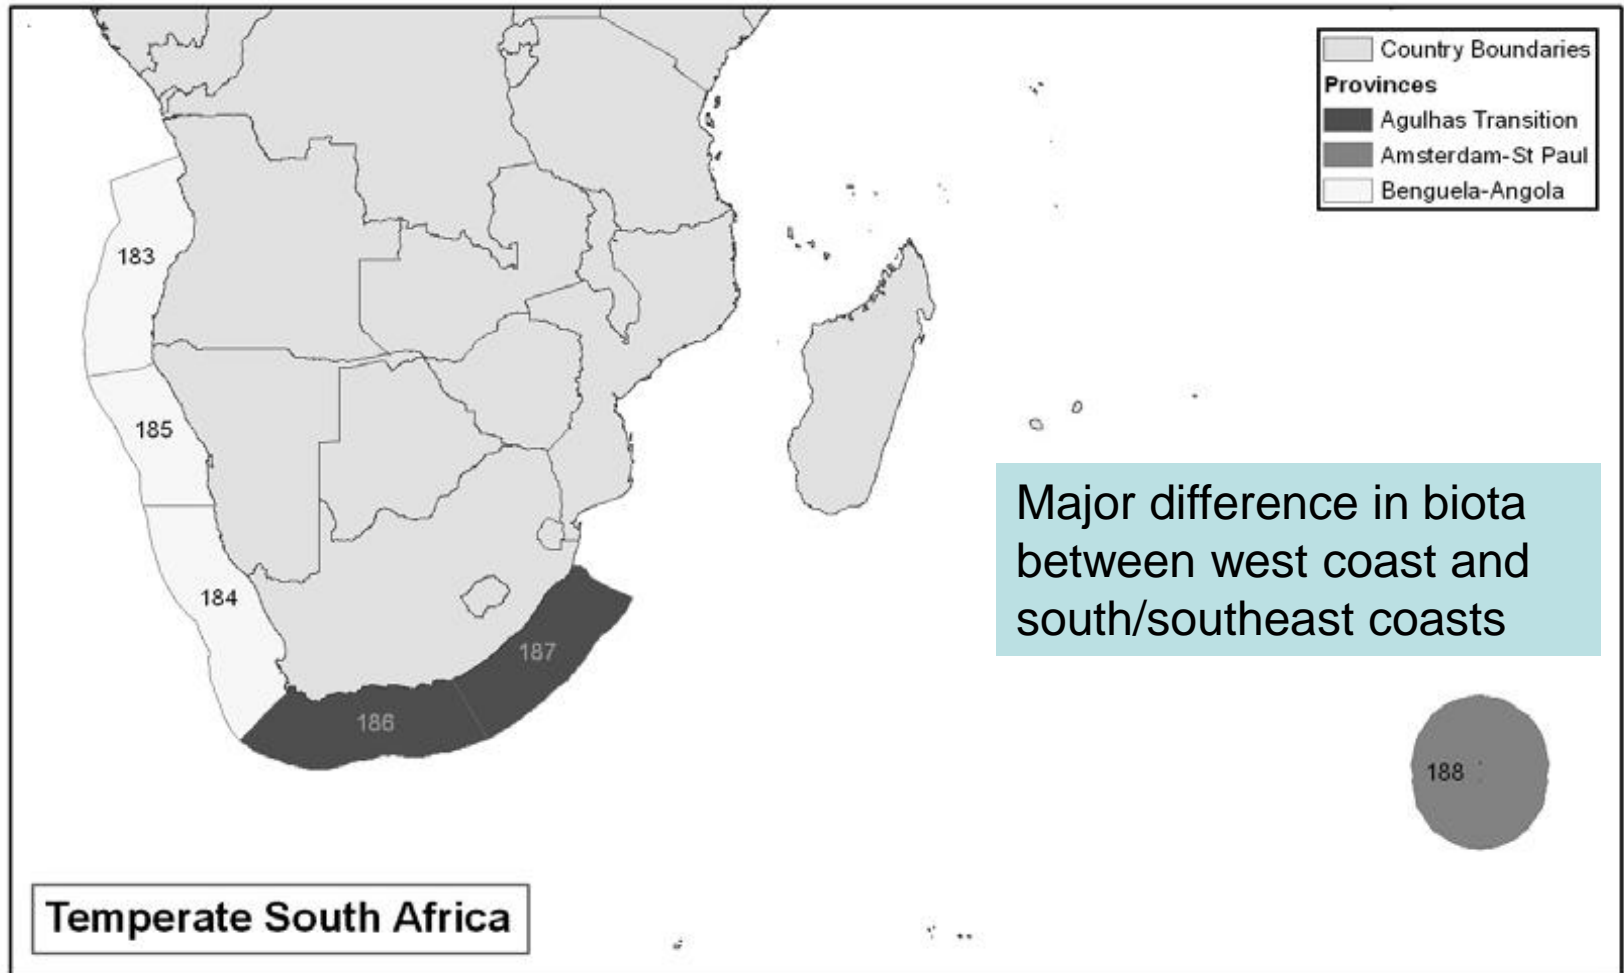 Country Boundaries
Provinces
Agulhas Transition
Amsterdam-St Paul
Benguela-Angola
183
185
184
187
186
188
Major difference in biota
between west coast and
south/southeast coasts
Temperate South Africa